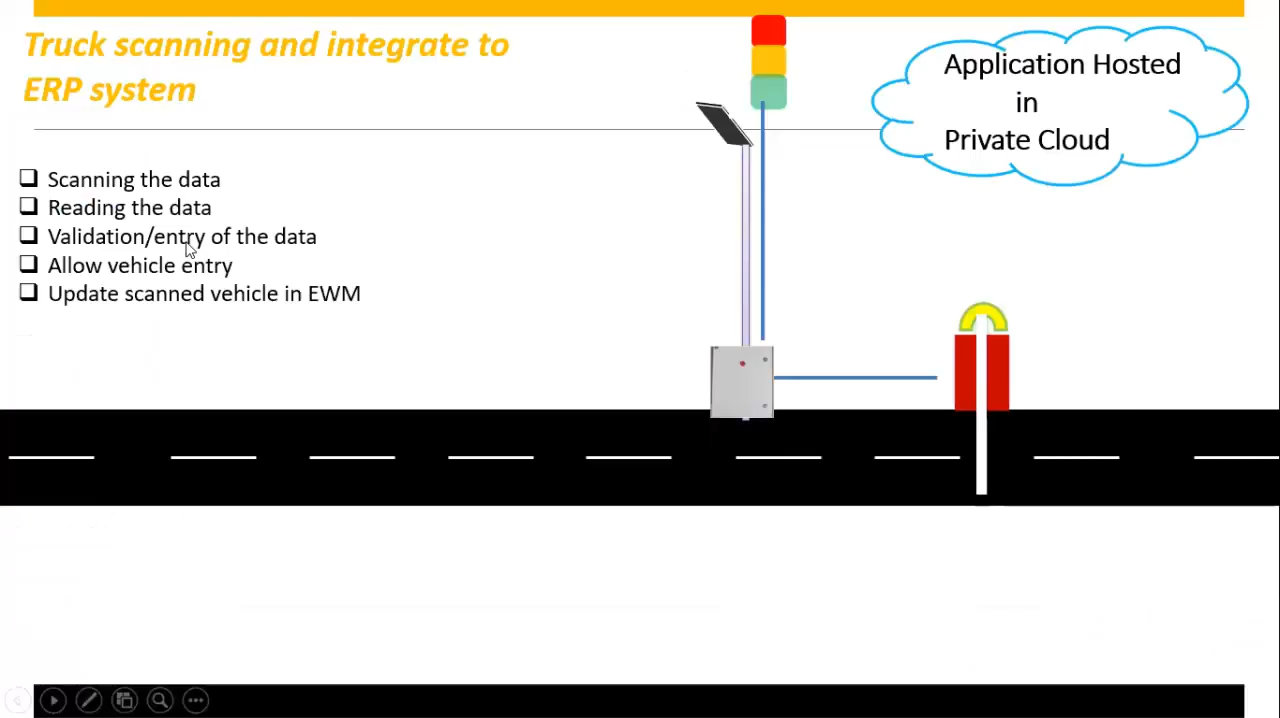 Truck scanning and integrate to
ERP system
Application Hosted
in
Private Cloud
❑ Scanning the data
❑ Reading the data
❑ Validation/entry of the data
❑ Allow vehicle entry
❑ Update scanned vehicle in EWM